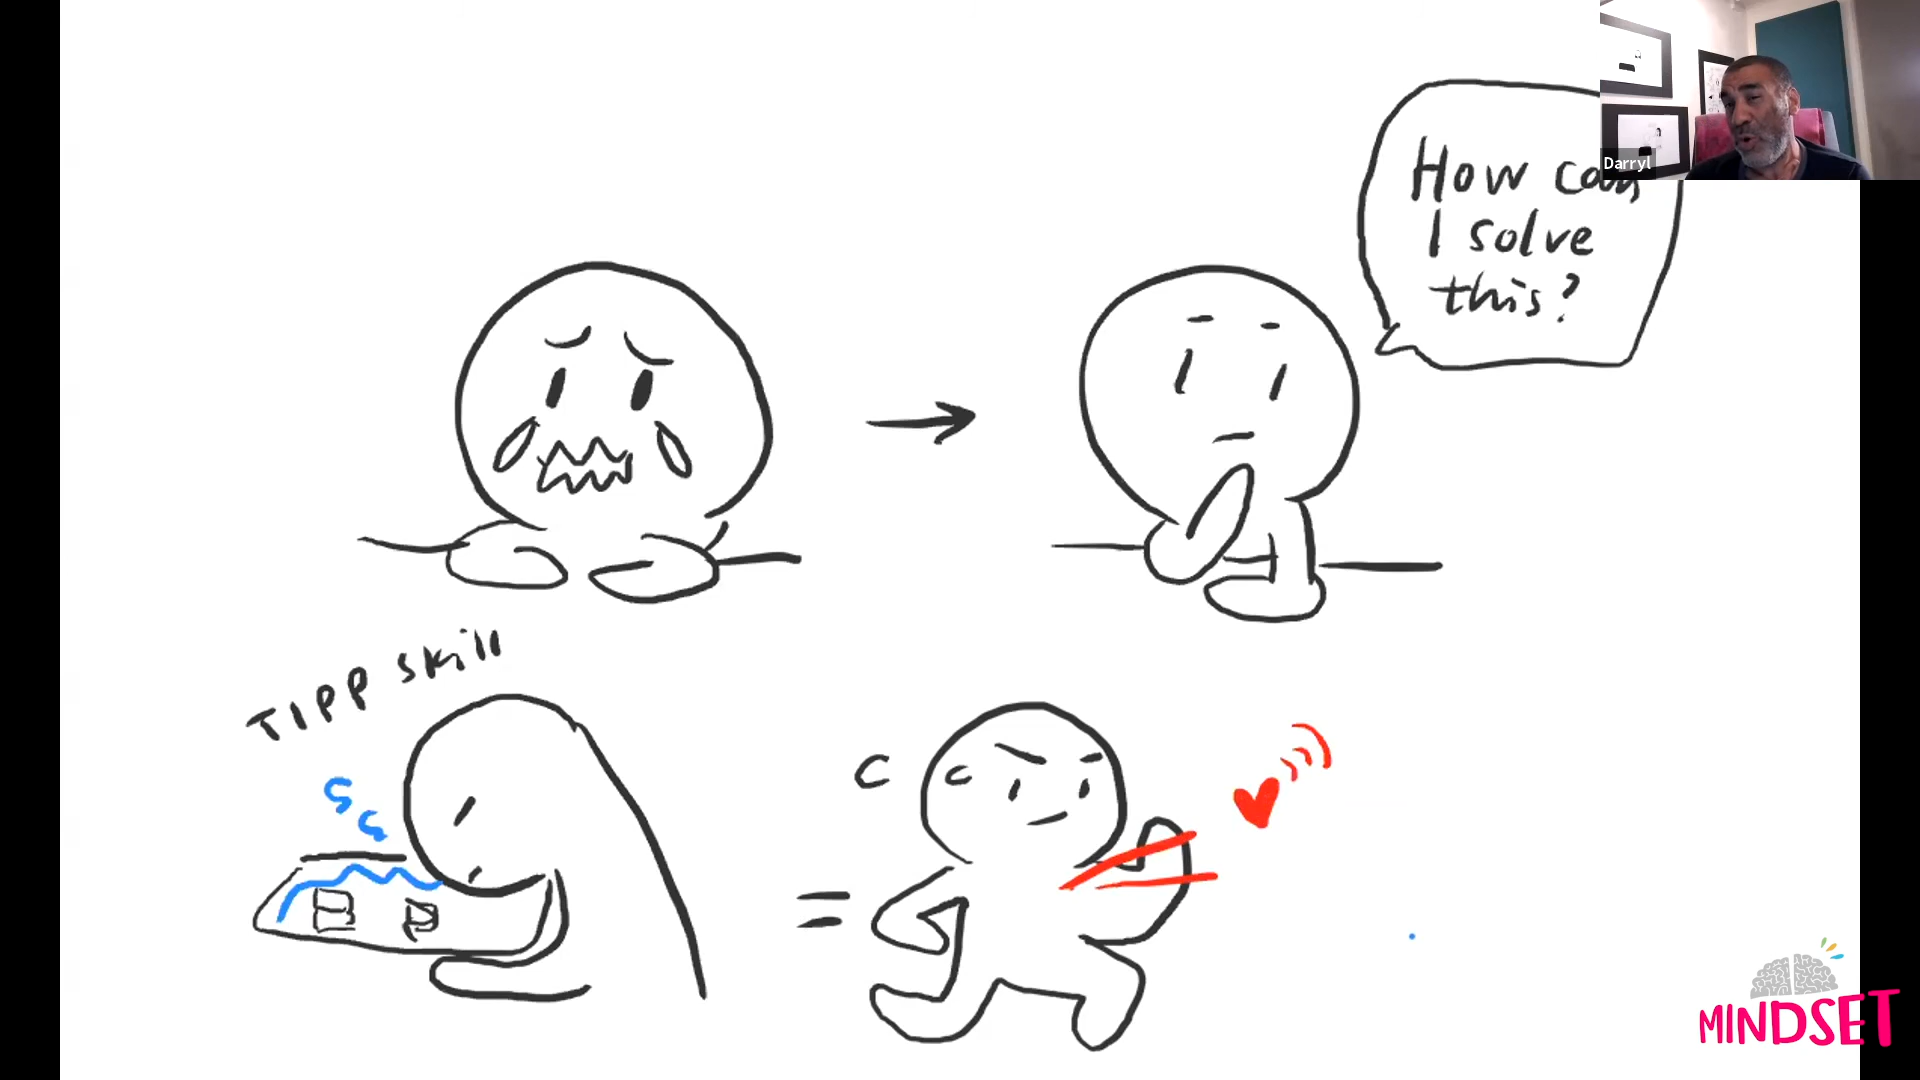 Darryl
How can
I solve
this?
TIPP skill
MINDSET